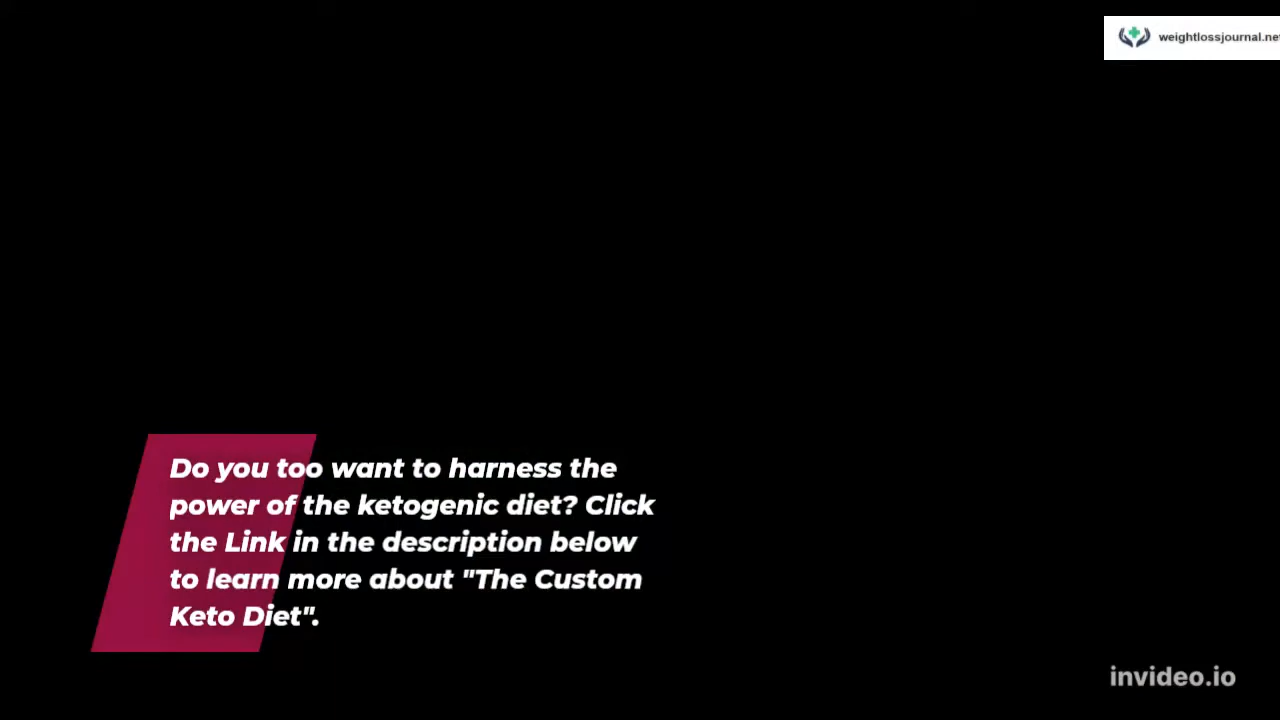 weightlossjournal.net
Do you too want to harness the
power of the ketogenic diet? Click
the Link in the description below
to learn more about "The Custom
Keto Diet".
invideo.io